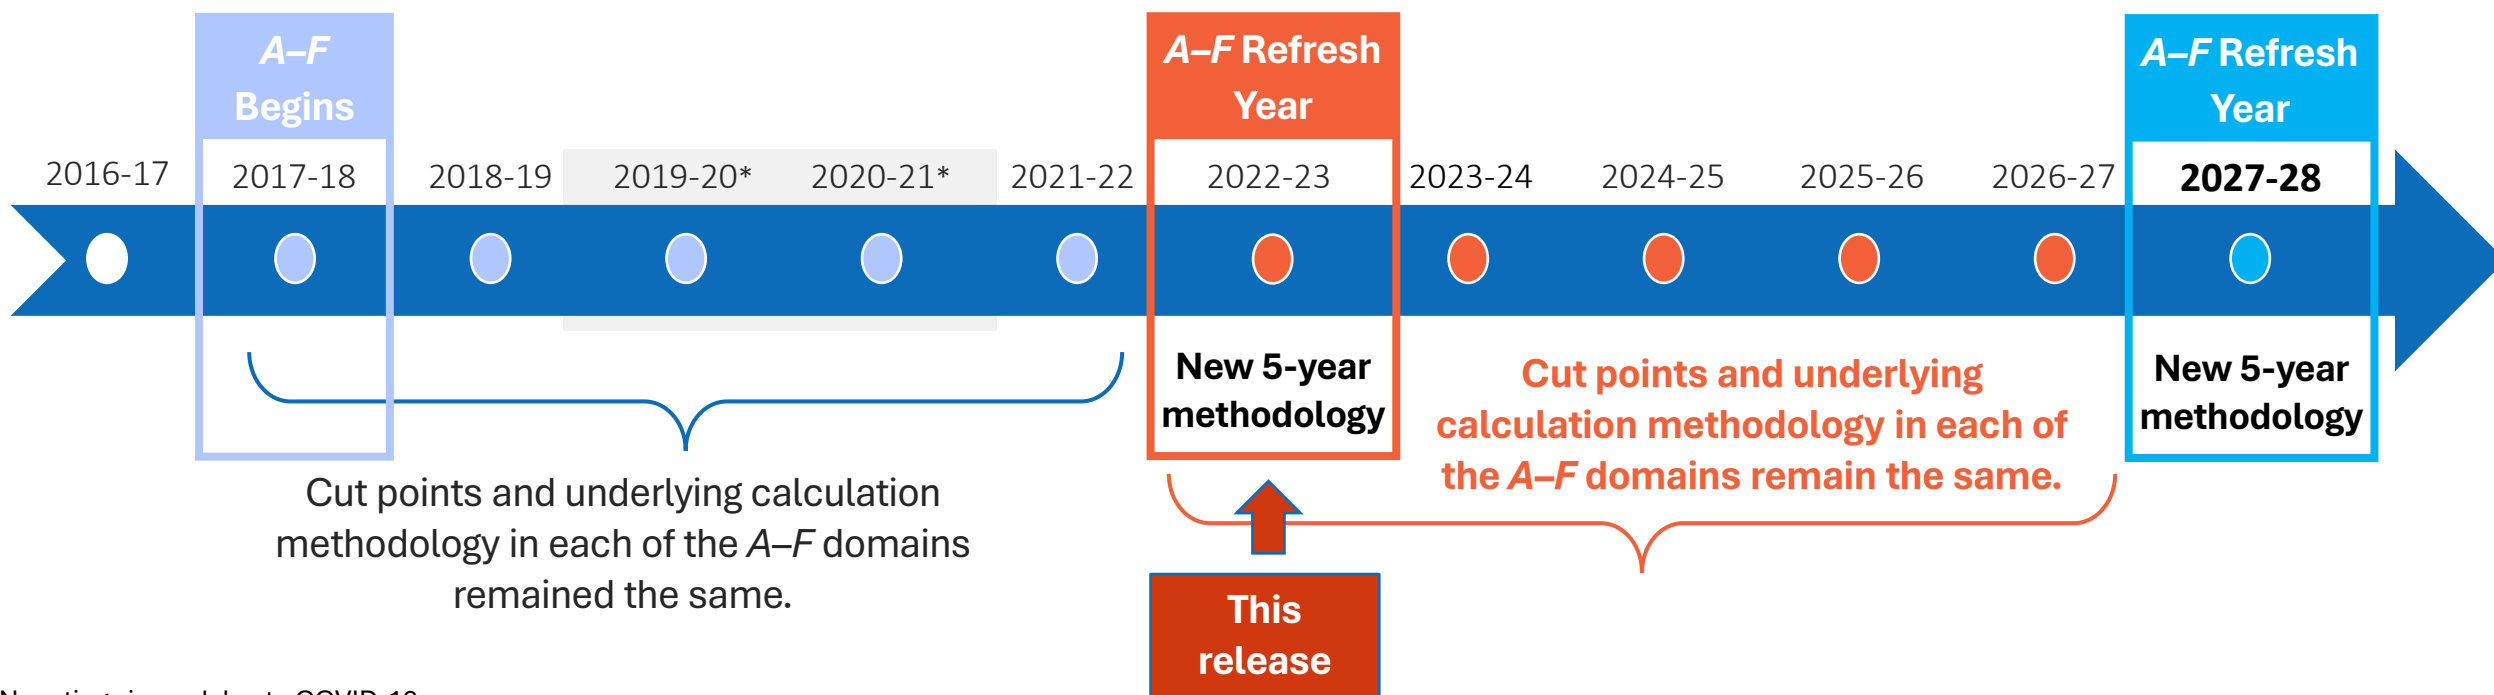 A–F
Begins
A–F Refresh
Year
A–F Refresh
Year
2016-17
2017-18
2018-19
2019-20*
2020-21*
2021-22
2022-23
2023-24
2024-25
2025-26
2026-27
2027-28
New 5-year
methodology
Cut points and underlying
calculation methodology in each of
the A–F domains remain the same.
New 5-year
methodology
Cut points and underlying calculation
methodology in each of the A–F domains
remained the same.
This
release